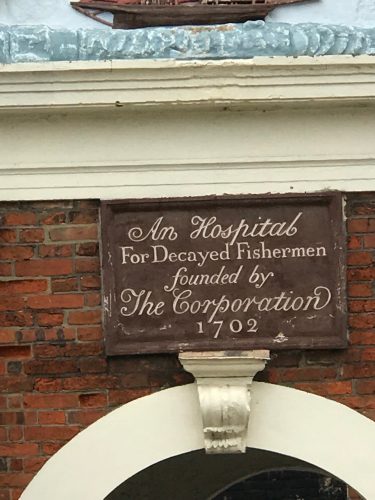 An Hospital
For Decayed Fishermen
founded by
The Corporation
1702